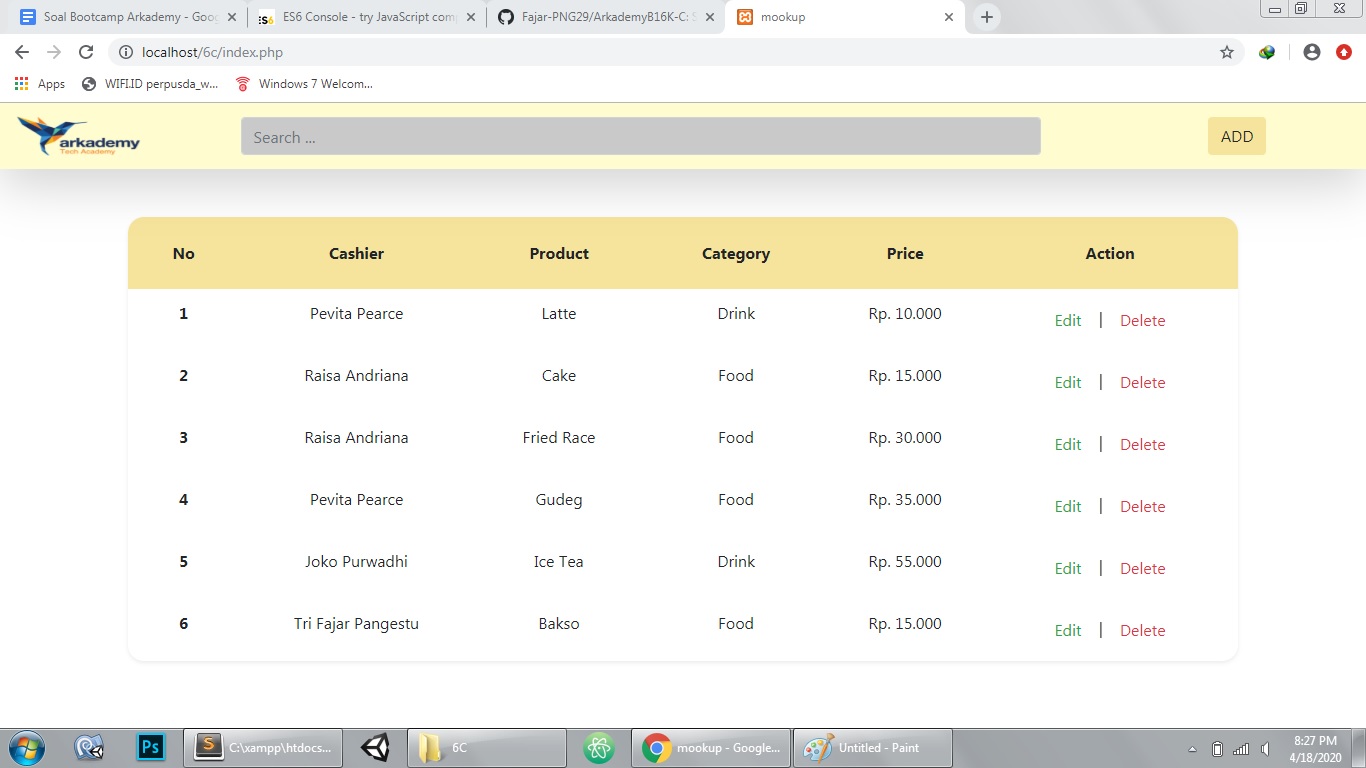 Soal Bootcamp Arkademy - Goo
ES6 Console - try JavaScript comp
Fajar-PNG29/ArkademyB16K-C: S
mookup
localhost/6c/index.php
Apps
WIFI.ID perpusda_w...
Windows 7 Welcom...
arkademy
Tech Academy
Search ...
ADD
No Cashier Product Category Price Action
1 Pevita Pearce Latte Drink Rp. 10.000 Edit | Delete
2 Raisa Andriana Cake Food Rp. 15.000 Edit | Delete
3 Raisa Andriana Fried Race Food Rp. 30.000 Edit | Delete
4 Pevita Pearce Gudeg Food Rp. 35.000 Edit | Delete
5 Joko Purwadhi Ice Tea Drink Rp. 55.000 Edit | Delete
6 Tri Fajar Pangestu Bakso Food Rp. 15.000 Edit | Delete
Ps
C:\xampp\htdocs...
6C
mookup - Google...
Untitled - Paint
8:27 PM
4/18/2020